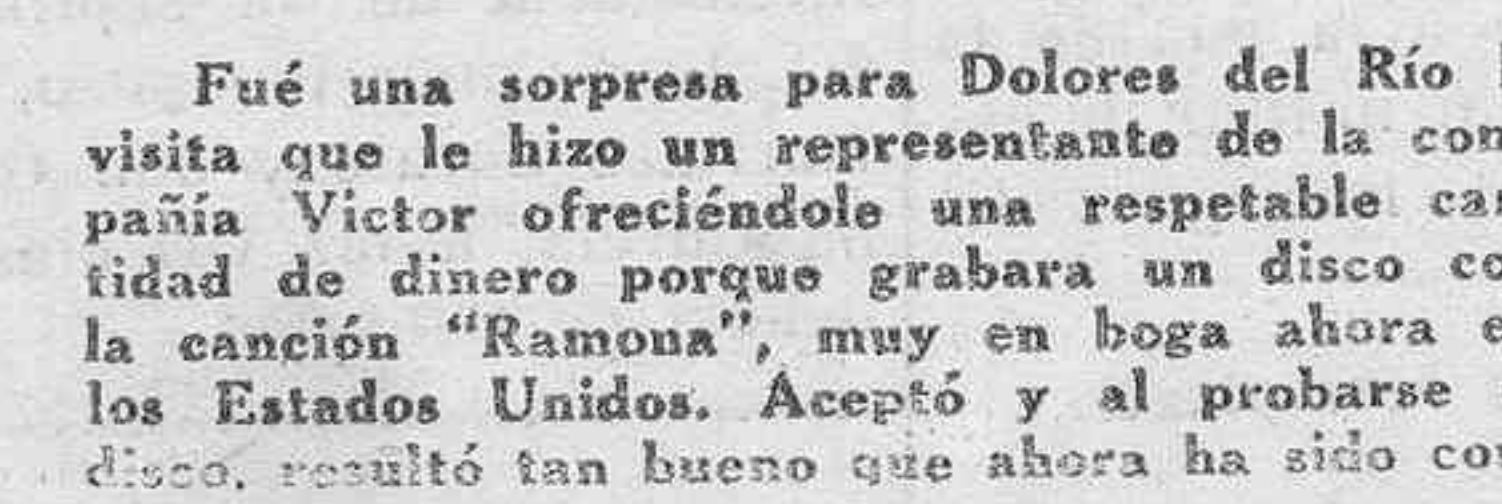 Fué una sorpresa para Dolores del Río
visita que le hizo un representante de la com
pañía Victor ofreciéndole una respetable can
tidad de dinero porque grabara un disco co
la canción "Ramona", muy en boga ahora e
los Estados Unidos. Aceptó y al probarse
disco, resultó tan bueno que ahora ha sido con